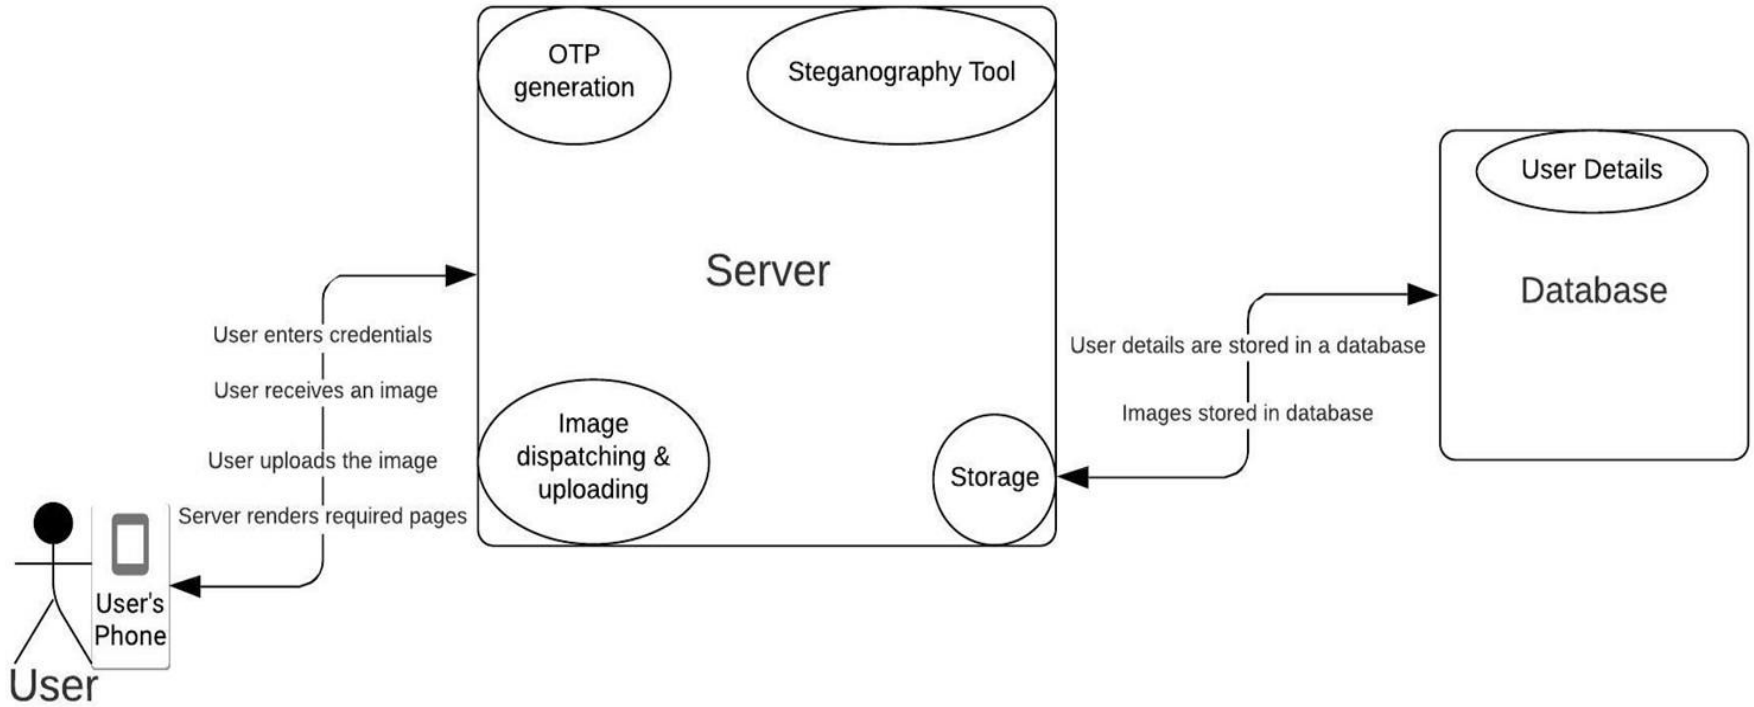 OTP
generation
Steganography Tool
Server
Image
dispatching &
uploading
Storage
User enters credentials
User receives an image
User uploads the image
Server renders required pages
User's
Phone
User
User details are stored in a database
Images stored in database
User Details
Database